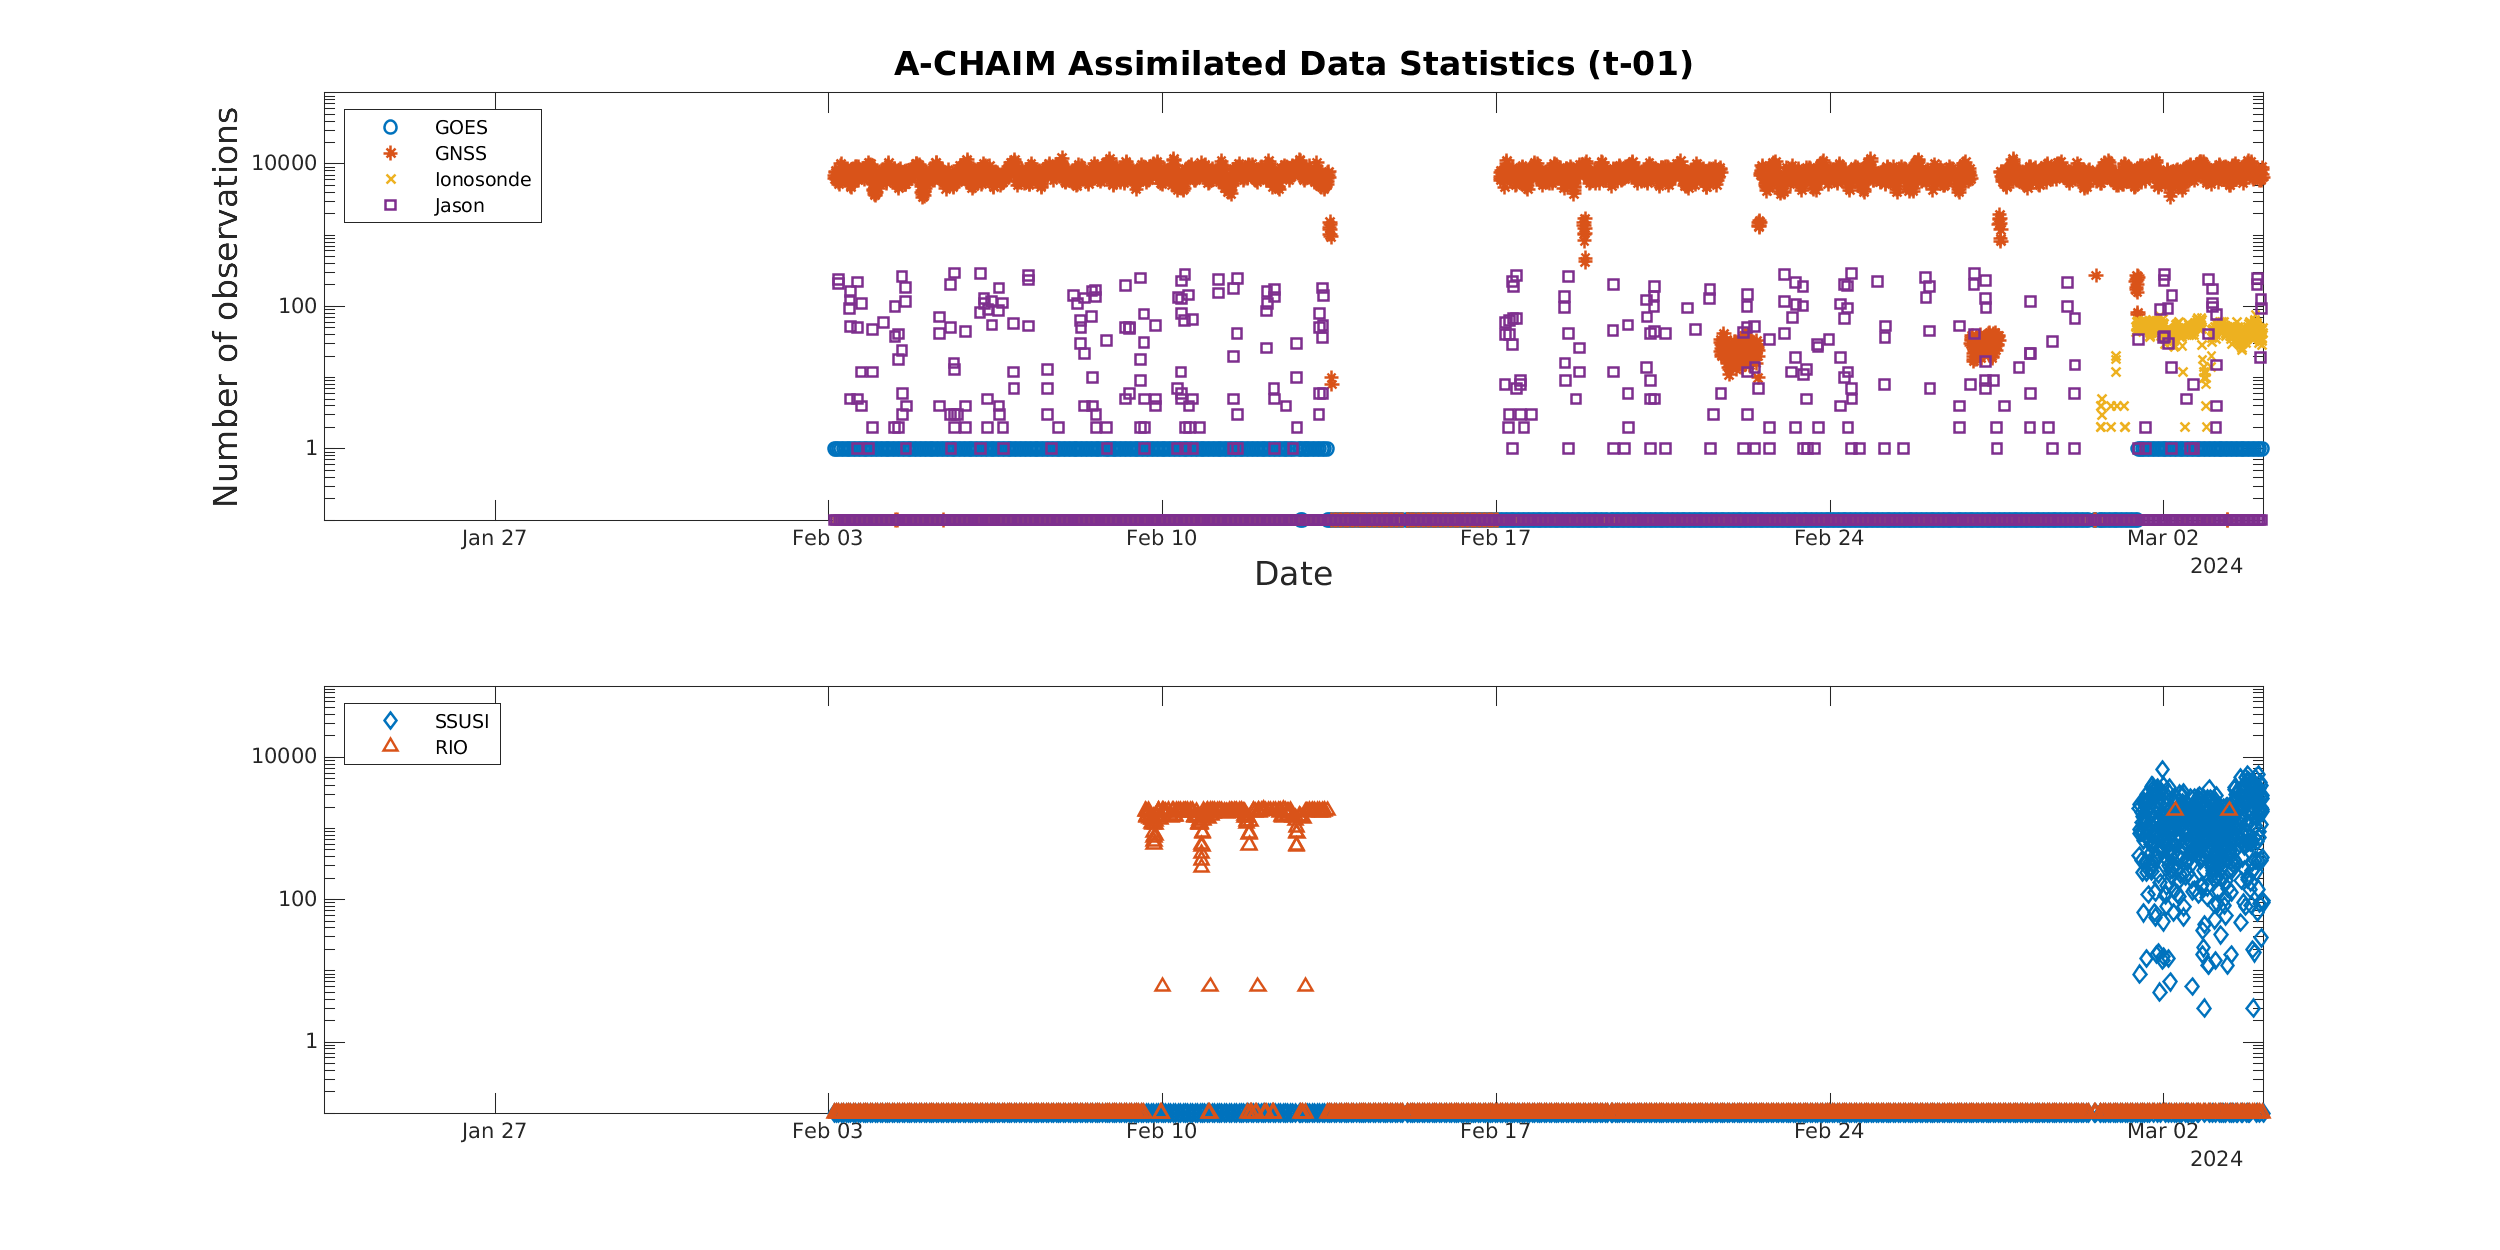 A-CHAIM Assimilated Data Statistics (t-01)
Number of observations
GOES
GNSS
Ionosonde
Jason
10000
100
1
Jan 27 Feb 03 Feb 10 Feb 17 Feb 24 Mar 02
2024
Date
SSUSI
RIO
10000
100
1
Jan 27 Feb 03 Feb 10 Feb 17 Feb 24 Mar 02
2024